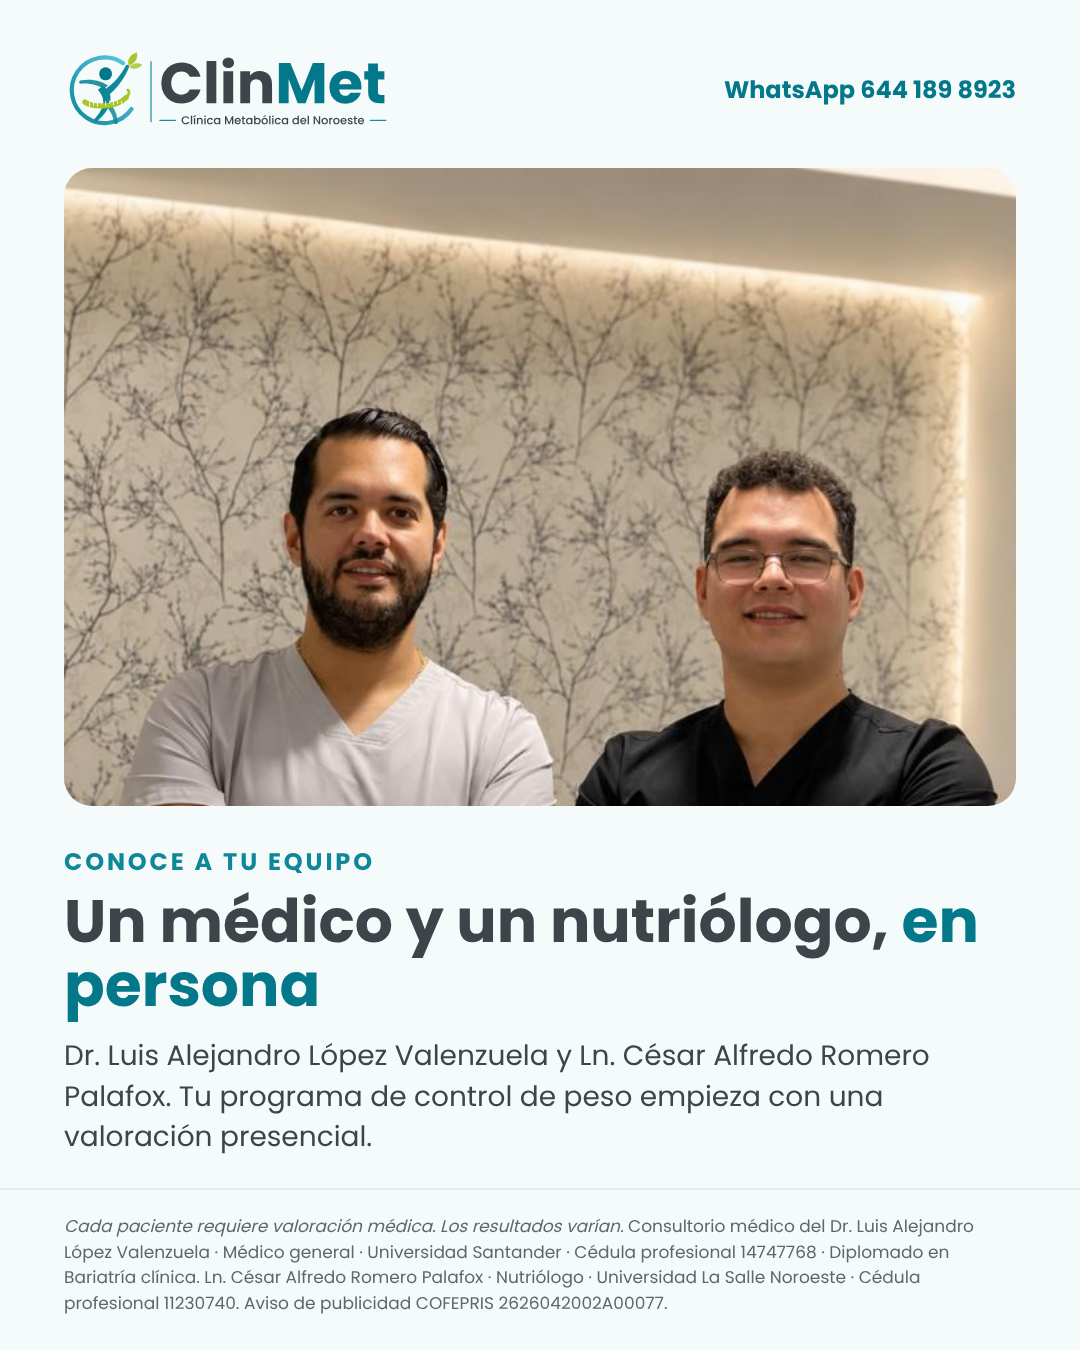 ClinMet
Clínica Metabólica del Noroeste
WhatsApp 644 189 8923
CONOCE A TU EQUIPO
Un médico y un nutriólogo, en
persona
Dr. Luis Alejandro López Valenzuela y Ln. César Alfredo Romero
Palafox. Tu programa de control de peso empieza con una
valoración presencial.
Cada paciente requiere valoración médica. Los resultados varían. Consultorio médico del Dr. Luis Alejandro
López Valenzuela · Médico general · Universidad Santander · Cédula profesional 14747768 · Diplomado en
Bariatría clínica. Ln. César Alfredo Romero Palafox · Nutriólogo · Universidad La Salle Noroeste · Cédula
profesional 11230740. Aviso de publicidad COFEPRIS 2626042002A00077.